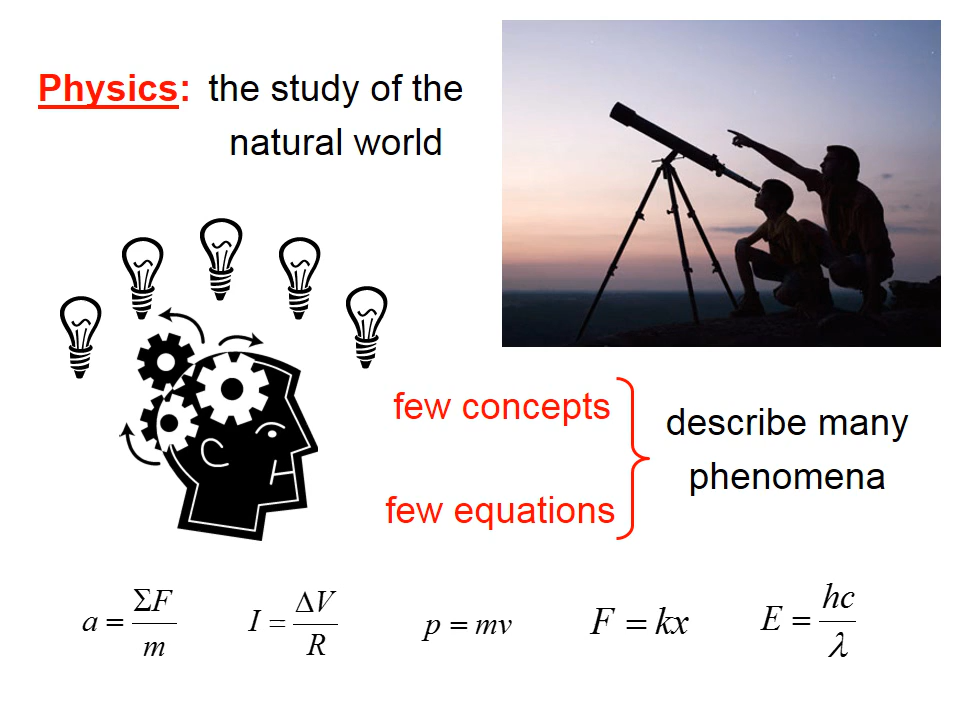 Physics: the study of the
natural world
few concepts
few equations
describe many
phenomena
a = ΣF/m
I = ΔV/R
p = mv
F = kx
E = hc/λ